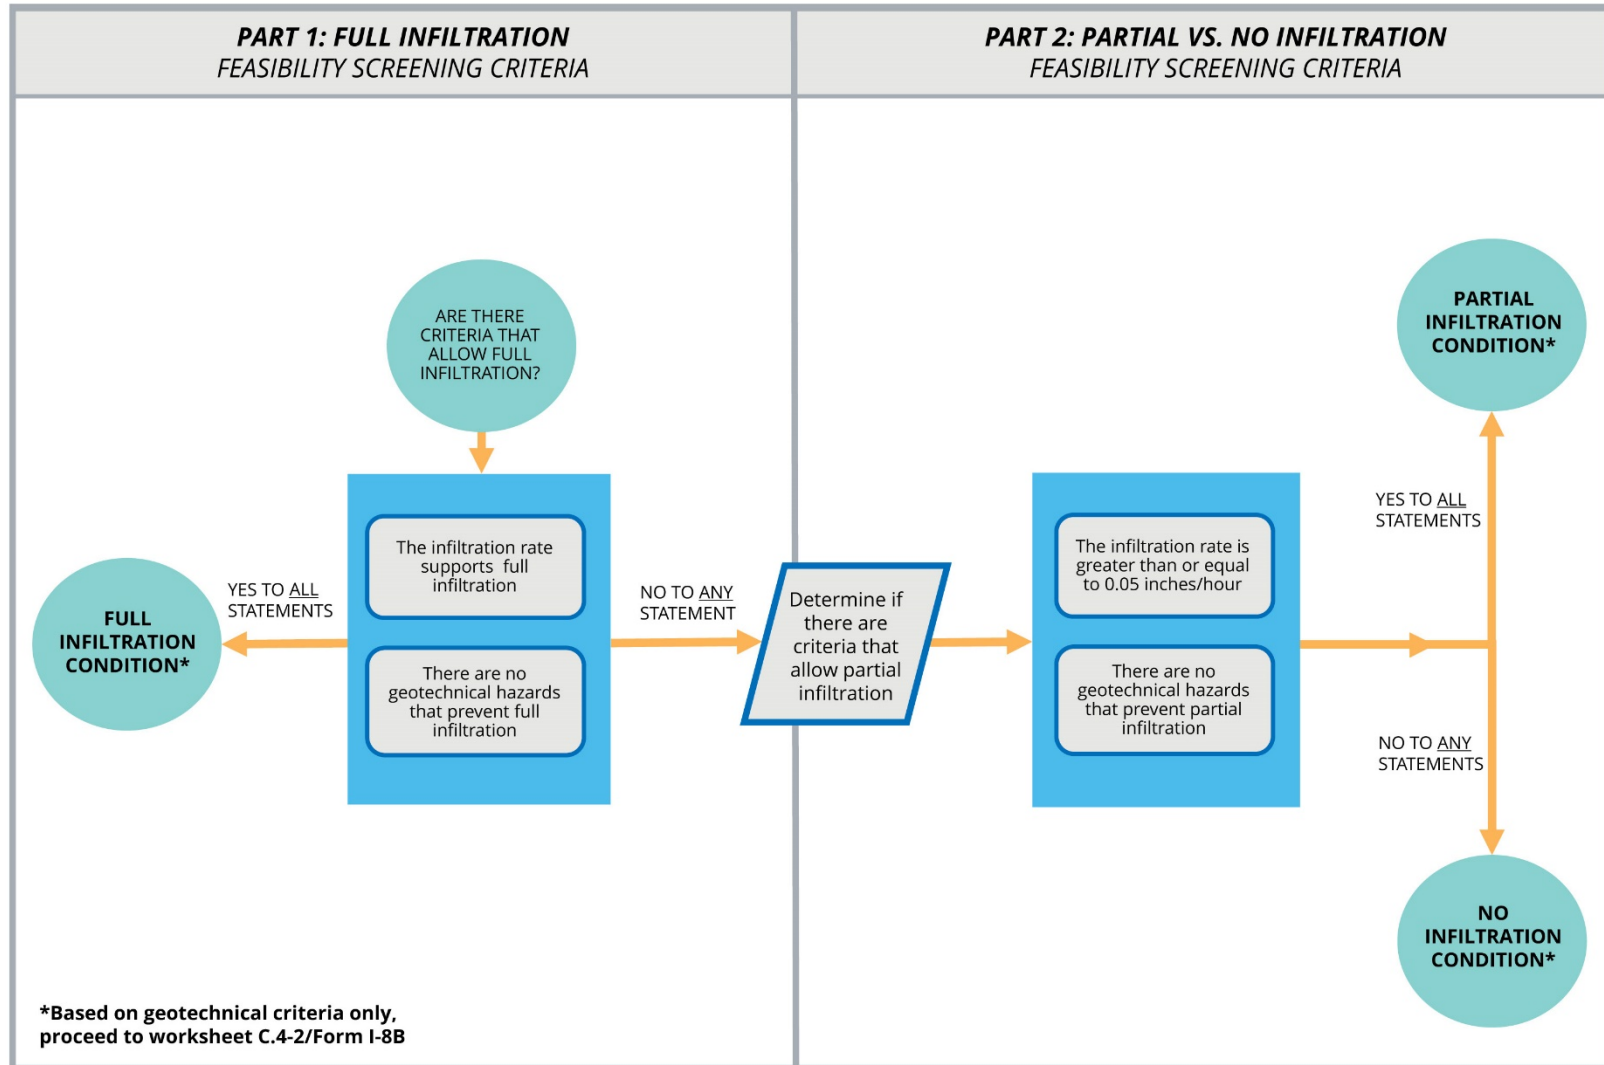 PART 1: FULL INFILTRATION
FEASIBILITY SCREENING CRITERIA
PART 2: PARTIAL VS. NO INFILTRATION
FEASIBILITY SCREENING CRITERIA
ARE THERE
CRITERIA THAT
ALLOW FULL
INFILTRATION?
The infiltration rate
supports full
infiltration
There are no
geotechnical hazards
that prevent full
infiltration
YES TO ALL
STATEMENTS
FULL
INFILTRATION
CONDITION*
NO TO ANY
STATEMENT
Determine if
there are
criteria that
allow partial
infiltration
The infiltration rate is
greater than or equal
to 0.05 inches/hour
There are no
geotechnical hazards
that prevent partial
infiltration
YES TO ALL
STATEMENTS
PARTIAL
INFILTRATION
CONDITION*
NO TO ANY
STATEMENTS
NO
INFILTRATION
CONDITION*
*Based on geotechnical criteria only,
proceed to worksheet C.4-2/Form I-8B